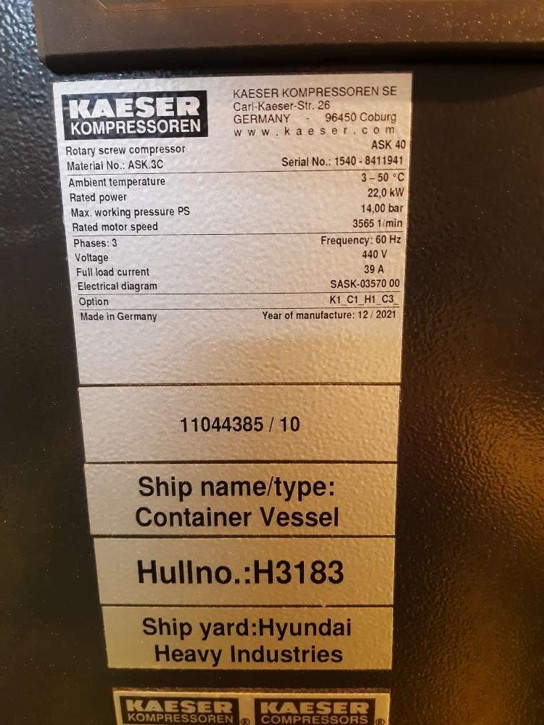 KAESER
KOMPRESSOREN
KAESER KOMPRESSOREN SE
Carl-Kaeser-Str. 26
GERMANY - 96450 Coburg
www.kaeser.com
Rotary screw compressor ASK 40
Material No.: ASK.3C Serial No.: 1540 - 8411941
Ambient temperature 3 – 50 °C
Rated power 22,0 kW
Max. working pressure PS 14,00 bar
Rated motor speed 3565 1/min
Phases: 3 Frequency: 60 Hz
Voltage 440 V
Full load current 39 A
Electrical diagram SASK-03570 00
Option K1_C1_H1_C3_
Made in Germany Year of manufacture: 12 / 2021
11044385 / 10
Ship name/type:
Container Vessel
Hullno.:H3183
Ship yard:Hyundai
Heavy Industries
KAESER KAESER
KOMPRESSOREN® COMPRESSORS®